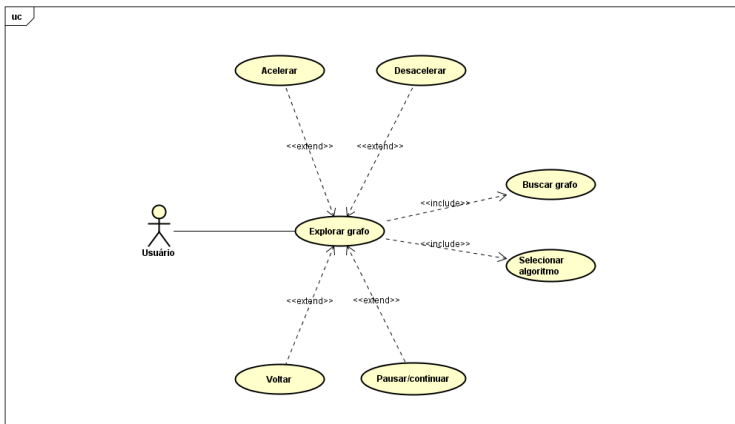 uc
Acelerar
Desacelerar
<<extend>>
<<extend>>
Buscar grafo
<<include>>
Explorar grafo
<<include>>
Usuário
Selecionar
algoritmo
<<extend>>
<<extend>>
Voltar
Pausar/continuar